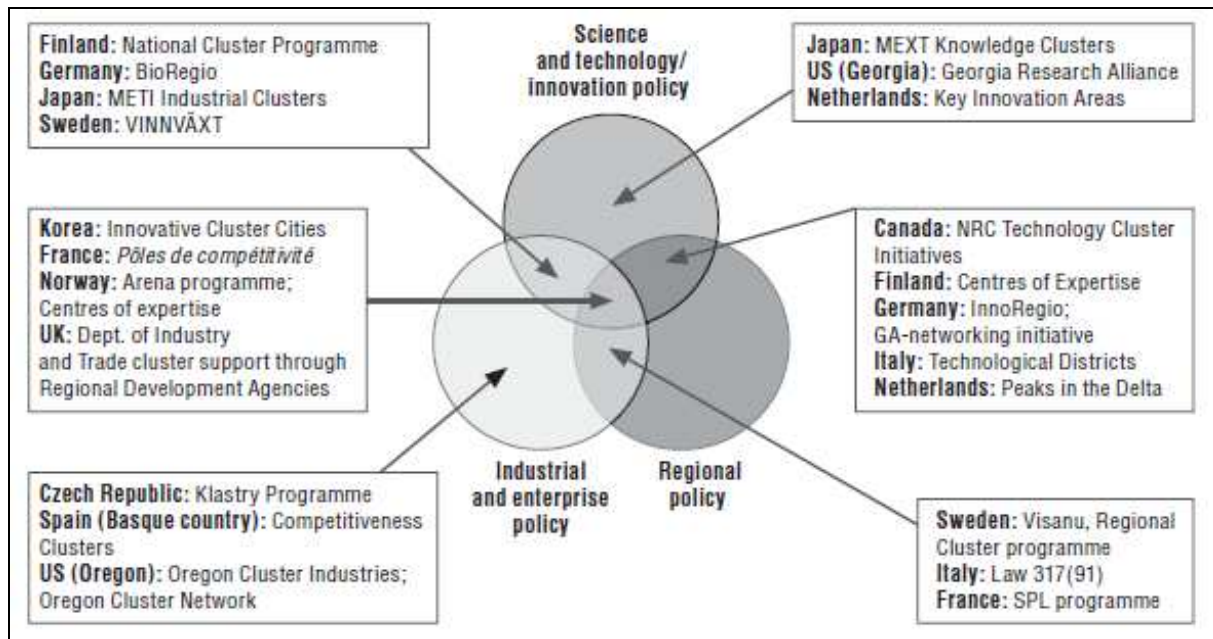 Finland: National Cluster Programme
Germany: BioRegio
Japan: METI Industrial Clusters
Sweden: VINNVÄXT
Science
and technology/
innovation policy
Japan: MEXT Knowledge Clusters
US (Georgia): Georgia Research Alliance
Netherlands: Key Innovation Areas
Korea: Innovative Cluster Cities
France: Pôles de compétitivité
Norway: Arena programme;
Centres of expertise
UK: Dept. of Industry
and Trade cluster support through
Regional Development Agencies
Canada: NRC Technology Cluster
Initiatives
Finland: Centres of Expertise
Germany: InnoRegio;
GA-networking initiative
Italy: Technological Districts
Netherlands: Peaks in the Delta
Industrial
and enterprise
policy
Regional
policy
Czech Republic: Klastry Programme
Spain (Basque country): Competitiveness
Clusters
US (Oregon): Oregon Cluster Industries;
Oregon Cluster Network
Sweden: Visanu, Regional
Cluster programme
Italy: Law 317(91)
France: SPL programme